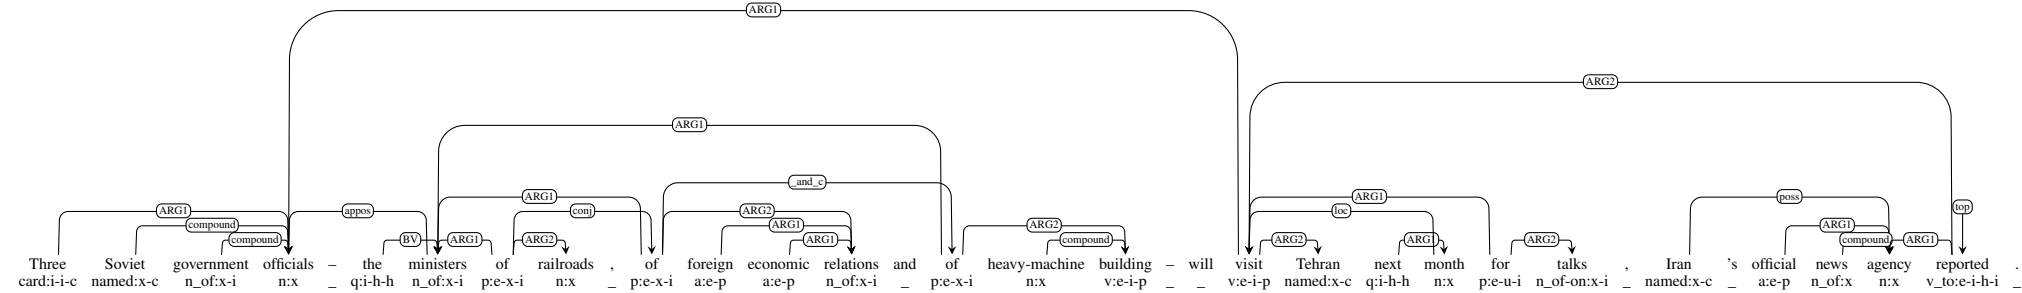 ARG1
ARG2
ARG1
_and_c
ARG1 ARG1 poss
ARG1 appos conj ARG2 loc top
compound ARG1 ARG2 ARG1
compound BV ARG1 ARG2 ARG1 compound ARG2 ARG1 ARG2 compound ARG1
Three Soviet government officials – the ministers of railroads , of foreign economic relations and of heavy-machine building – will visit Tehran next month for talks , Iran 's official news agency reported .
card:i-i-c named:x-c n_of:x-i n:x _ q:i-h-h n_of:x-i p:e-x-i n:x _ p:e-x-i a:e-p a:e-p n_of:x-i _ p:e-x-i n:x v:e-i-p _ _ v:e-i-p named:x-c q:i-h-h n:x p:e-u-i n_of-on:x-i _ named:x-c _ a:e-p n_of:x n:x v_to:e-i-h-i _